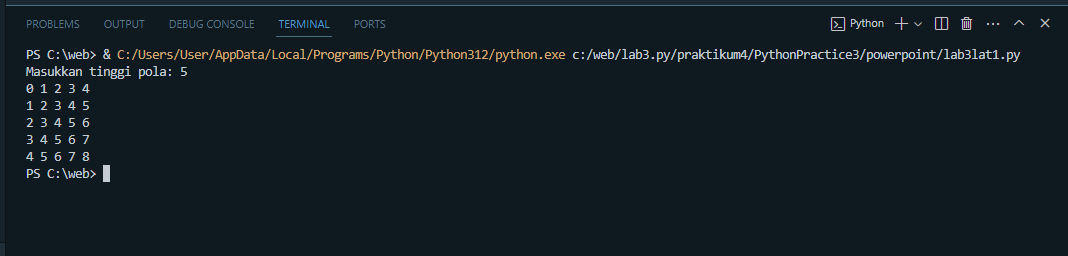 PROBLEMS OUTPUT DEBUG CONSOLE TERMINAL PORTS Python
PS C:\web> & C:/Users/User/AppData/Local/Programs/Python/Python312/python.exe c:/web/lab3.py/praktikum4/PythonPractice3/powerpoint/lab3lat1.py
Masukkan tinggi pola: 5
0 1 2 3 4
1 2 3 4 5
2 3 4 5 6
3 4 5 6 7
4 5 6 7 8
PS C:\web>